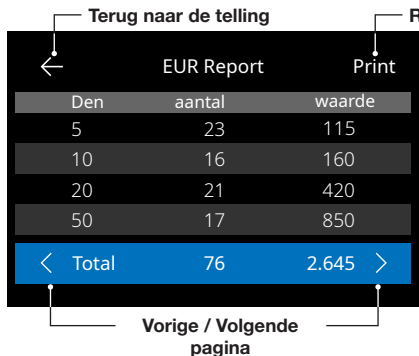 Terug naar de telling
R
EUR Report Print
Den aantal waarde
5 23 115
10 16 160
20 21 420
50 17 850
Total 76 2.645
Vorige / Volgende
pagina